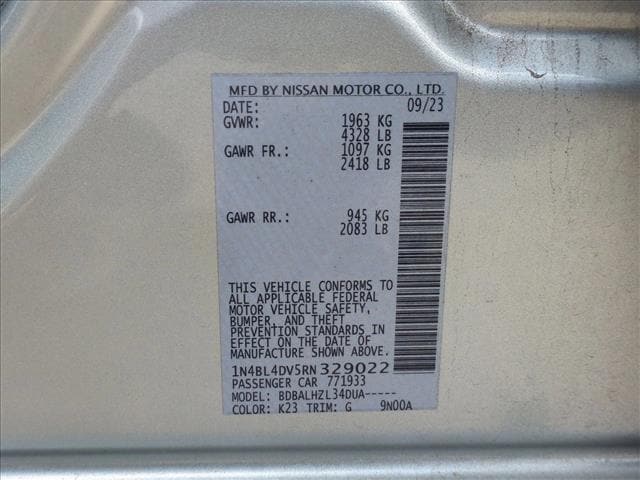 MFD BY NISSAN MOTOR CO., LTD.
DATE: 09/23
GVWR: 1963 KG
4328 LB
GAWR FR.: 1097 KG
2418 LB
GAWR RR.: 945 KG
2083 LB
THIS VEHICLE CONFORMS TO
ALL APPLICABLE FEDERAL
MOTOR VEHICLE SAFETY,
BUMPER, AND THEFT
PREVENTION STANDARDS IN
EFFECT ON THE DATE OF
MANUFACTURE SHOWN ABOVE.
1N4BL4DV5RN329022
PASSENGER CAR 771933
MODEL: BDBALHZL34DUA-----
COLOR: K23 TRIM: G 9N00A